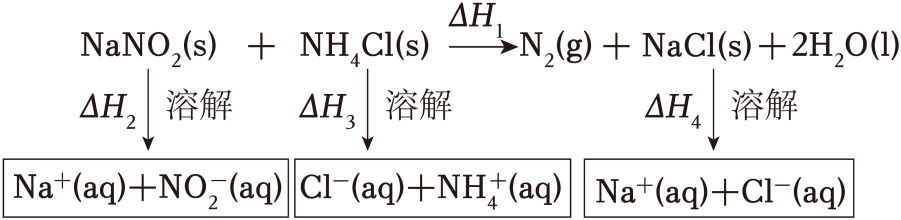 ΔH₁
NaNO₂(s) + NH₄Cl(s) ⟶ N₂(g) + NaCl(s) + 2H₂O(l)
ΔH₂ 溶解 ΔH₃ 溶解 ΔH₄ 溶解
Na⁺(aq)+NO₂⁻(aq) Cl⁻(aq)+NH₄⁺(aq) Na⁺(aq)+Cl⁻(aq)